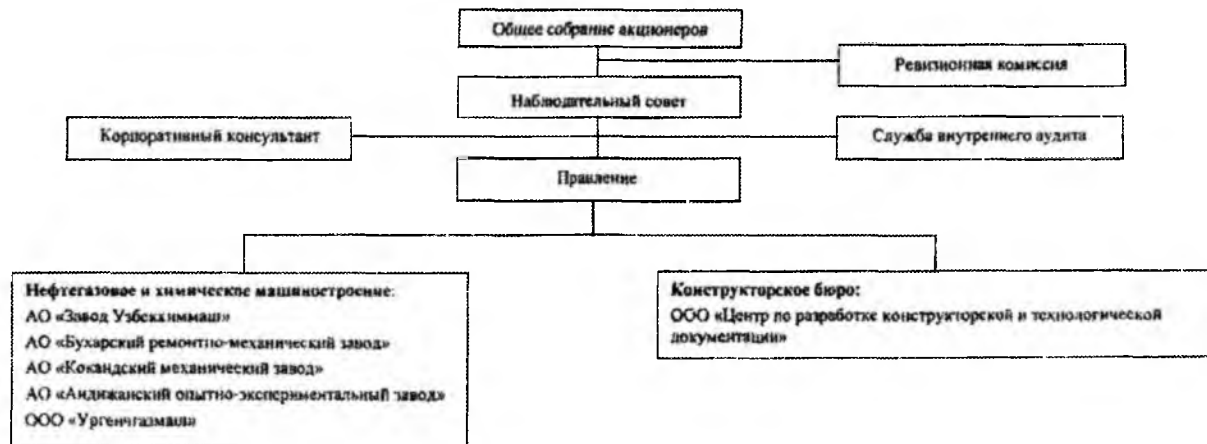 Общее собрание акционеров
Ревизионная комиссия
Наблюдательный совет
Корпоративный консультант
Служба внутреннего аудита
Правление
Нефтегазовое и химическое машиностроение:
АО «Завод Узбекхиммаш»
АО «Бухарский ремонтно-механический завод»
АО «Кокандский механический завод»
АО «Андижанский опытно-экспериментальный завод»
ООО «Ургенчгазмаш»
Конструкторское бюро:
ООО «Центр по разработке конструкторской и технологической
документации»